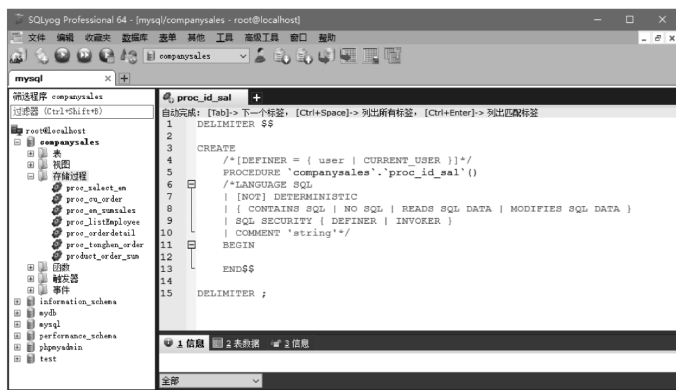 SQLyog Professional 64 - [mysql/companysales - root@localhost]
文件 编辑 收藏夹 数据库 表单 其他 工具 高级工具 窗口 帮助
companysales
mysql
筛选程序 companysales
过滤器 (Ctrl+Shift+B)
root@localhost
companysales
表
视图
存储过程
proc_select_em
proc_cu_order
proc_em_sumsales
proc_listEmployee
proc_orderdetail
proc_tonghen_order
product_order_sum
函数
触发器
事件
information_schema
mydb
mysql
performance_schema
phpmyadmin
test
proc_id_sal
自动完成: [Tab]-> 下一个标签, [Ctrl+Space]-> 列出所有标签, [Ctrl+Enter]-> 列出匹配标签
1 DELIMITER $$
2
3 CREATE
4 /*[DEFINER = { user | CURRENT_USER }]*/
5 PROCEDURE `companysales`.`proc_id_sal`()
6 /*LANGUAGE SQL
7 | [NOT] DETERMINISTIC
8 | { CONTAINS SQL | NO SQL | READS SQL DATA | MODIFIES SQL DATA }
9 | SQL SECURITY { DEFINER | INVOKER }
10 | COMMENT 'string'*/
11 BEGIN
12
13 END$$
14
15 DELIMITER ;
1 信息 2 表数据 3 信息
全部